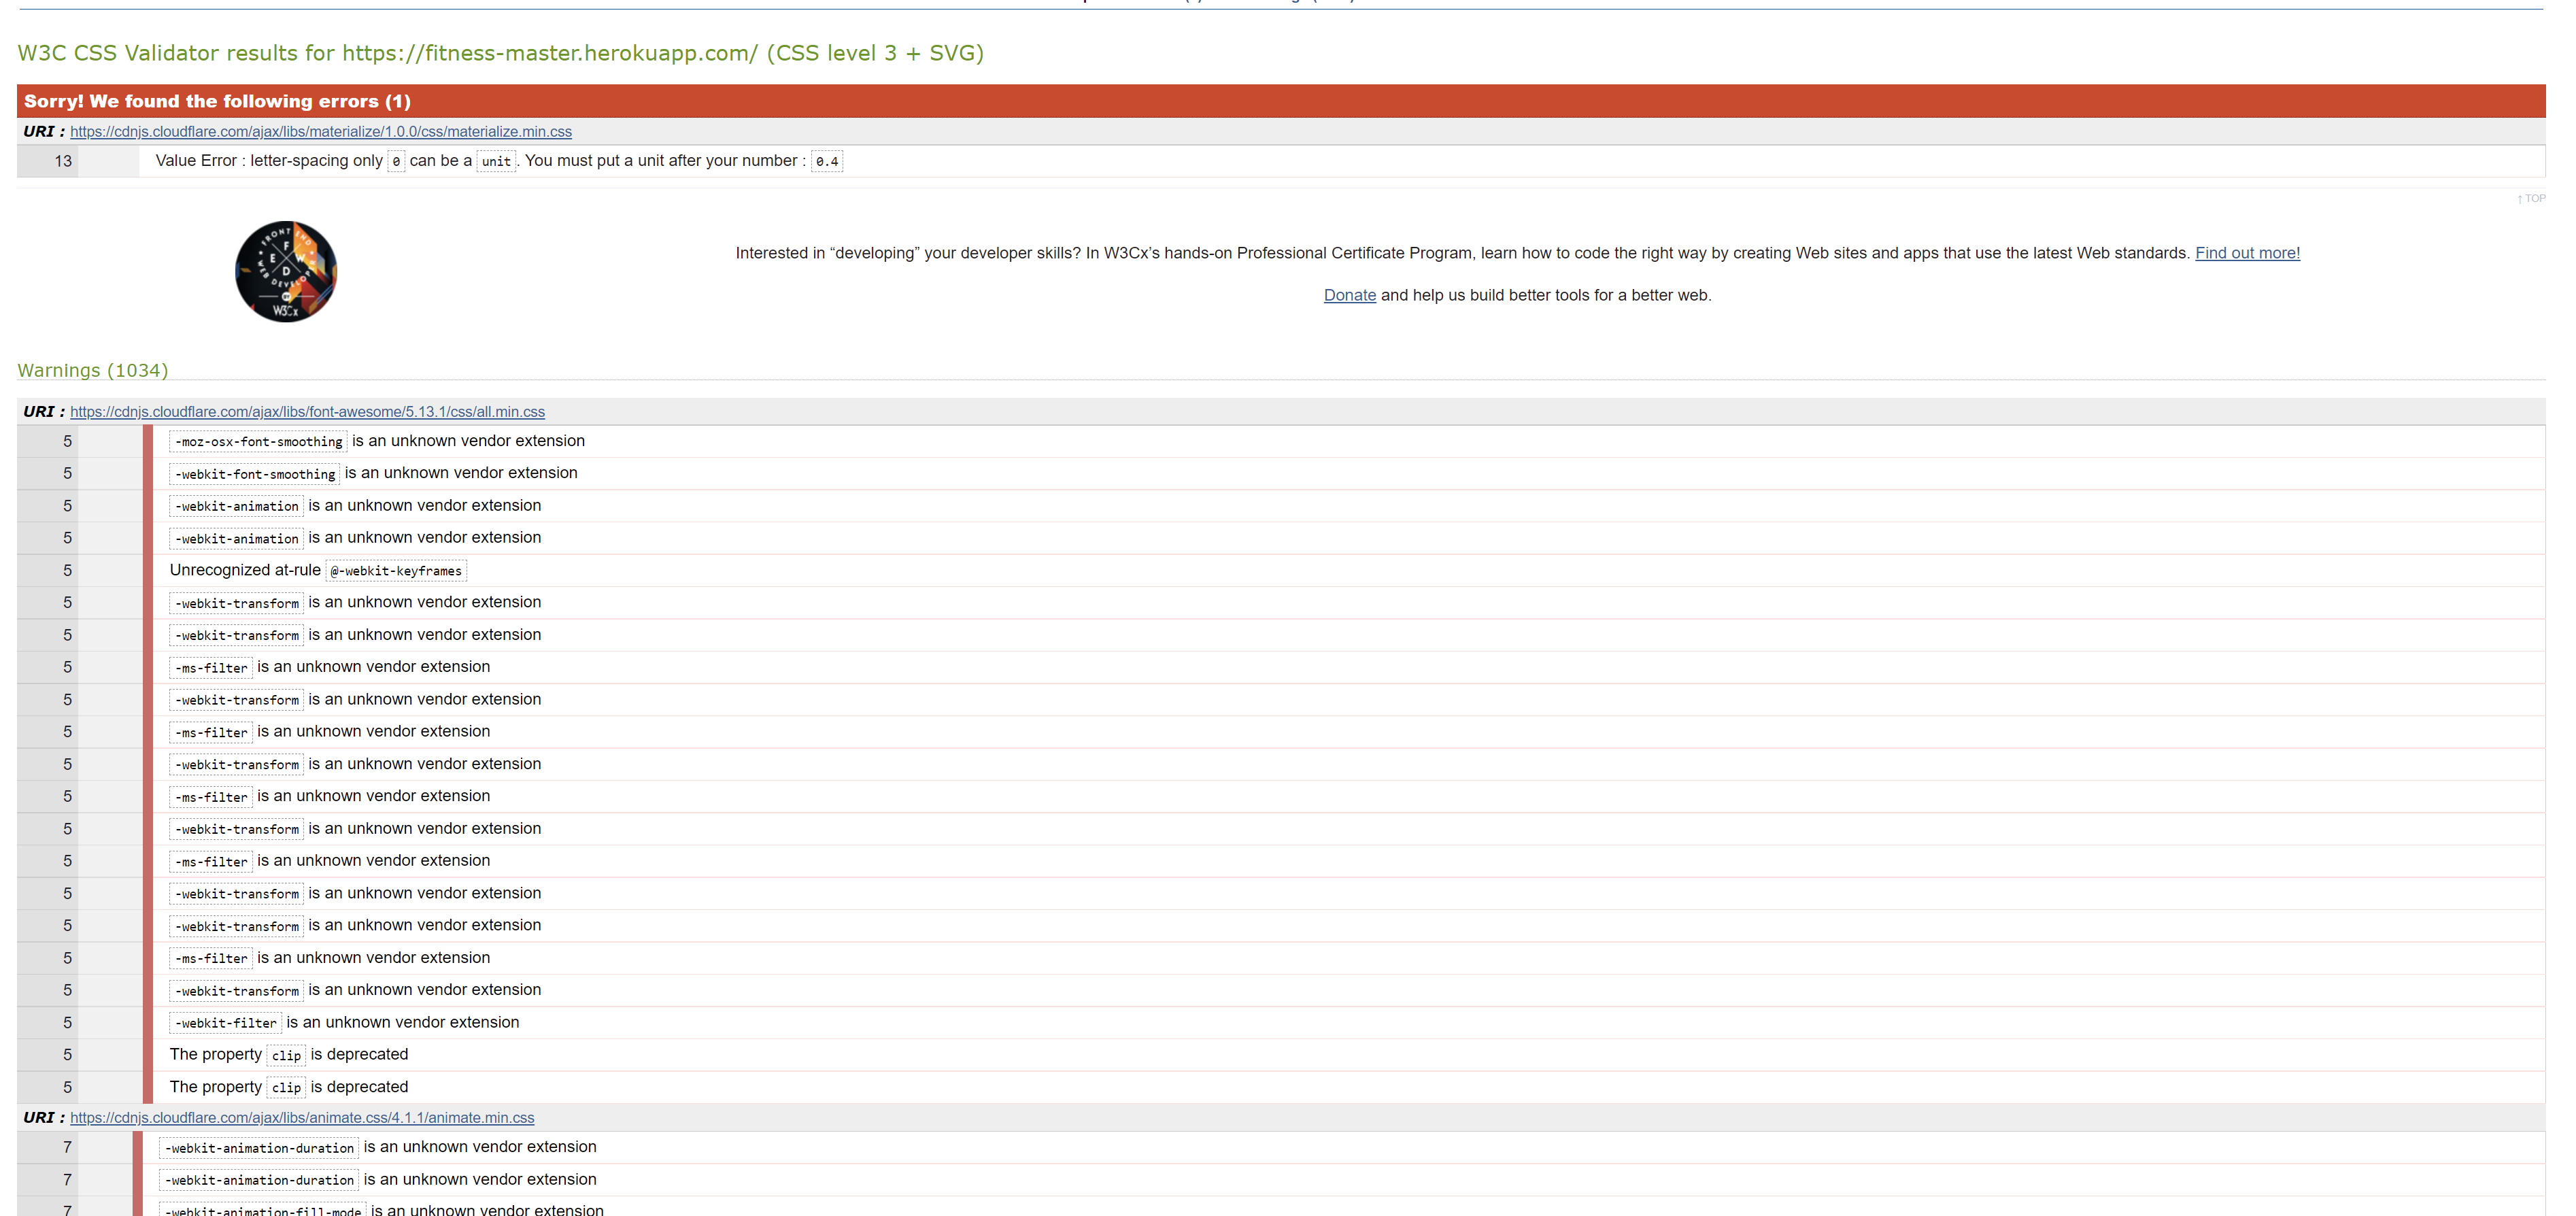 W3C CSS Validator results for https://fitness-master.herokuapp.com/ (CSS level 3 + SVG)
Sorry! We found the following errors (1)
URI : https://cdnjs.cloudflare.com/ajax/libs/materialize/1.0.0/css/materialize.min.css
13 Value Error : letter-spacing only 0 can be a unit. You must put a unit after your number : 0.4
↑ TOP
FRONT END
F E W D
WEB DEVELOPER
BY
W3Cx
Interested in “developing” your developer skills? In W3Cx’s hands-on Professional Certificate Program, learn how to code the right way by creating Web sites and apps that use the latest Web standards. Find out more!
Donate and help us build better tools for a better web.
Warnings (1034)
URI : https://cdnjs.cloudflare.com/ajax/libs/font-awesome/5.13.1/css/all.min.css
5 -moz-osx-font-smoothing is an unknown vendor extension
5 -webkit-font-smoothing is an unknown vendor extension
5 -webkit-animation is an unknown vendor extension
5 -webkit-animation is an unknown vendor extension
5 Unrecognized at-rule @-webkit-keyframes
5 -webkit-transform is an unknown vendor extension
5 -webkit-transform is an unknown vendor extension
5 -ms-filter is an unknown vendor extension
5 -webkit-transform is an unknown vendor extension
5 -ms-filter is an unknown vendor extension
5 -webkit-transform is an unknown vendor extension
5 -ms-filter is an unknown vendor extension
5 -webkit-transform is an unknown vendor extension
5 -ms-filter is an unknown vendor extension
5 -webkit-transform is an unknown vendor extension
5 -webkit-transform is an unknown vendor extension
5 -ms-filter is an unknown vendor extension
5 -webkit-transform is an unknown vendor extension
5 -webkit-filter is an unknown vendor extension
5 The property clip is deprecated
5 The property clip is deprecated
URI : https://cdnjs.cloudflare.com/ajax/libs/animate.css/4.1.1/animate.min.css
7 -webkit-animation-duration is an unknown vendor extension
7 -webkit-animation-duration is an unknown vendor extension
7 -webkit-animation-fill-mode is an unknown vendor extension